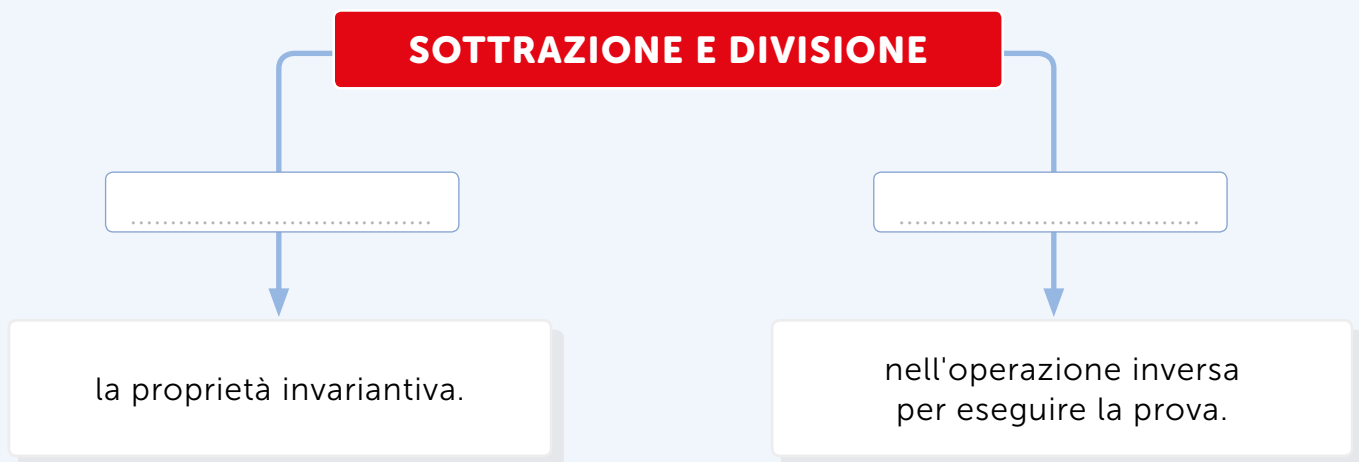 SOTTRAZIONE E DIVISIONE
......................................
......................................
la proprietà invariantiva.
nell'operazione inversa
per eseguire la prova.